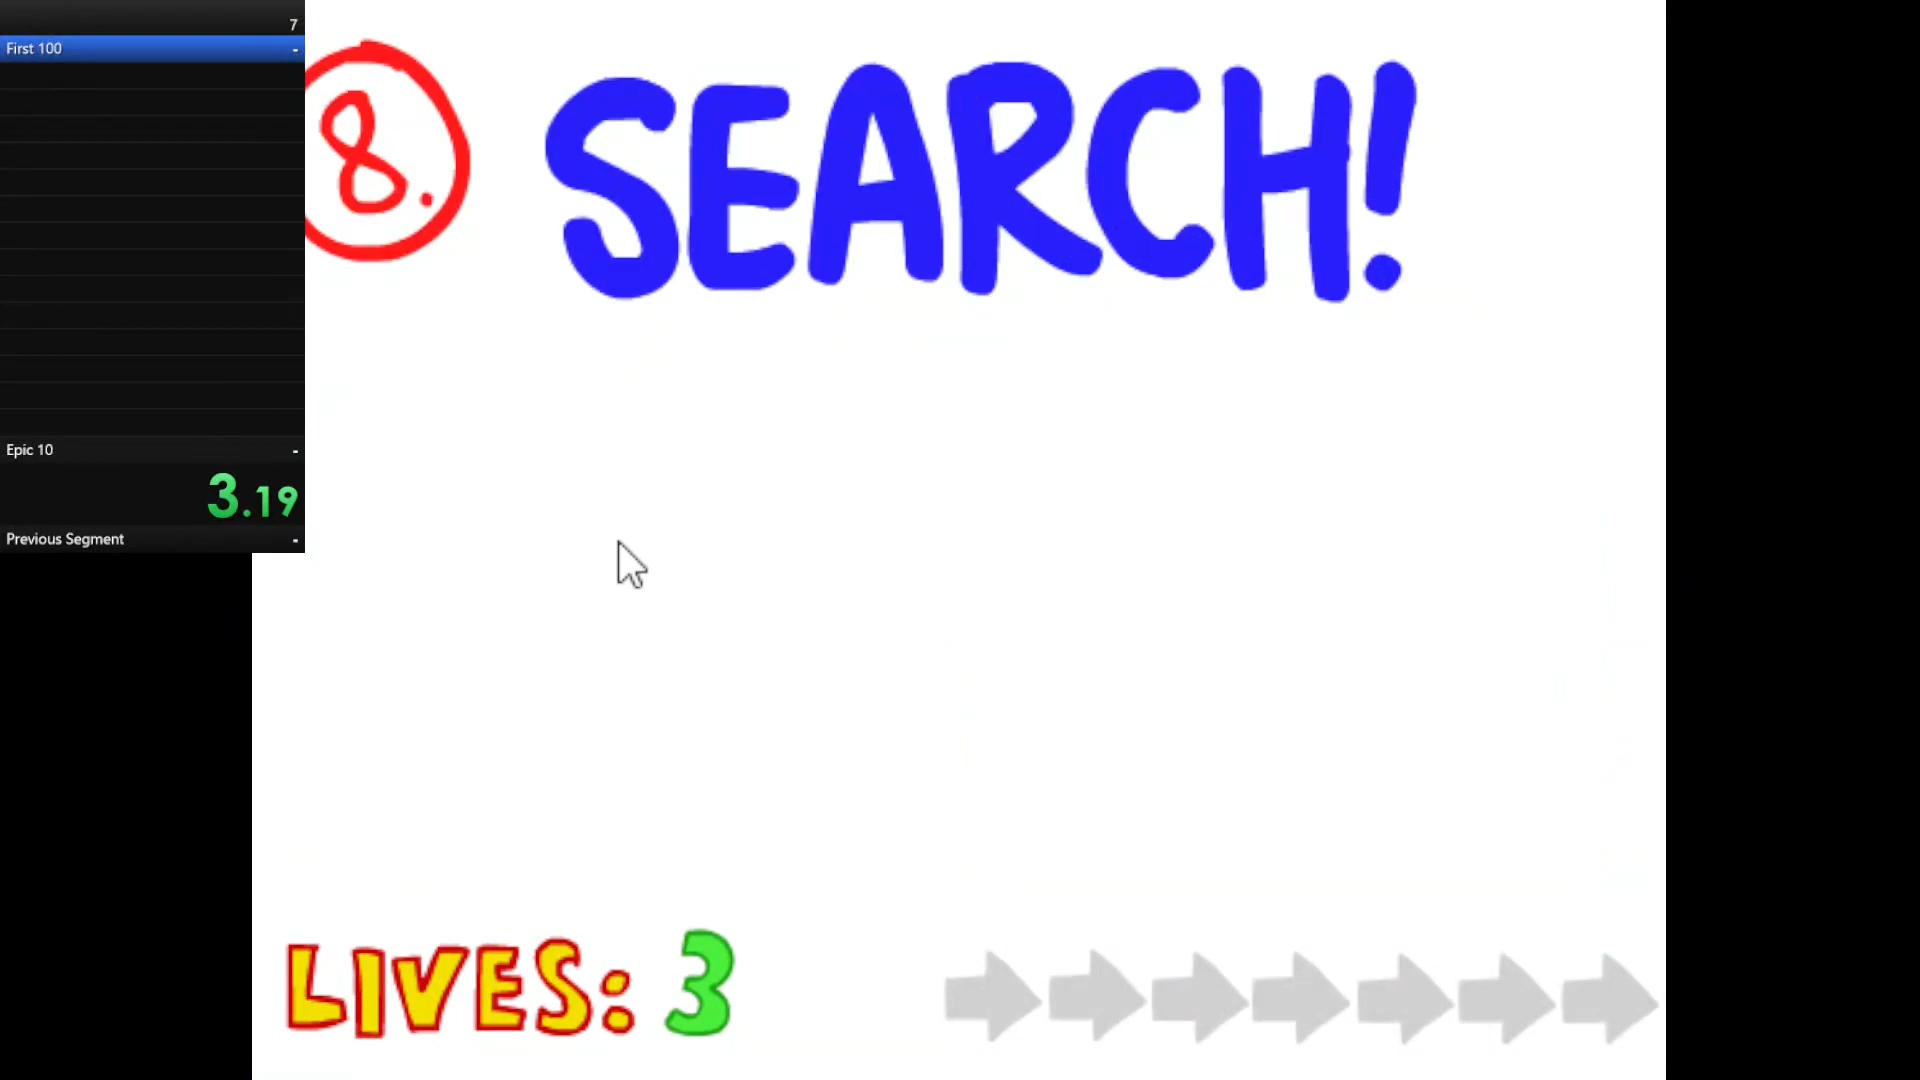 7
First 100 -
8. SEARCH!
Epic 10 -
3.19
Previous Segment -
LIVES: 3